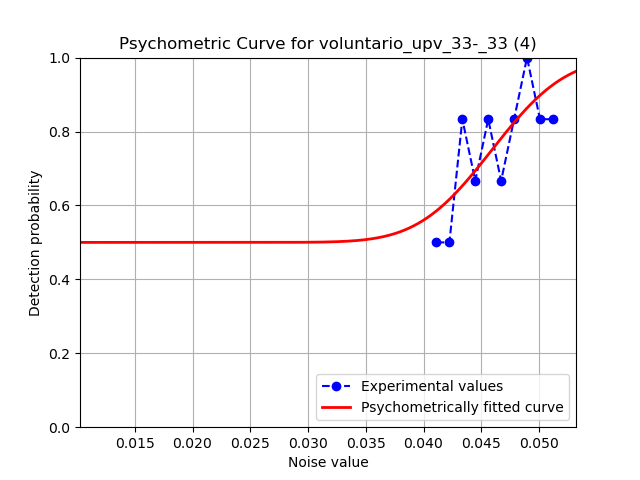 Psychometric Curve for voluntario_upv_33-_33 (4)
1.0
0.8
0.6
0.4
0.2
0.0
Detection probability
Experimental values
Psychometrically fitted curve
0.015 0.020 0.025 0.030 0.035 0.040 0.045 0.050
Noise value